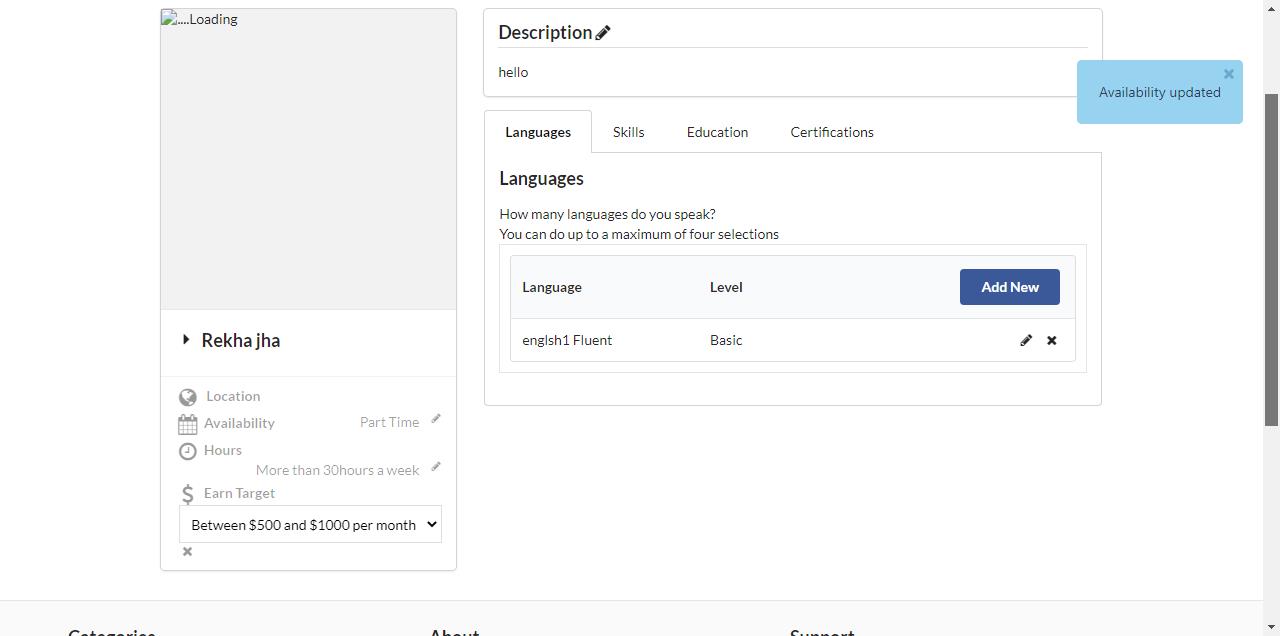 ....Loading
Rekha jha
Location
Availability Part Time
Hours
More than 30hours a week
Earn Target
Between $500 and $1000 per month
Description
hello
Availability updated
Languages Skills Education Certifications
Languages
How many languages do you speak?
You can do up to a maximum of four selections
Language Level Add New
englsh1 Fluent Basic
Categories About Support